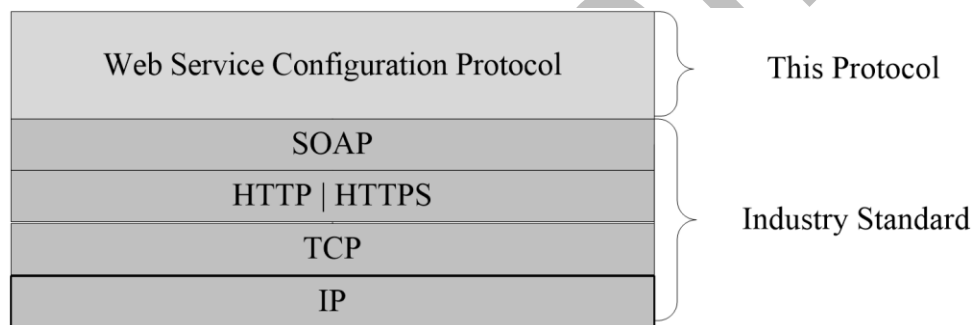 Web Service Configuration Protocol
This Protocol
SOAP
HTTP | HTTPS
Industry Standard
TCP
IP